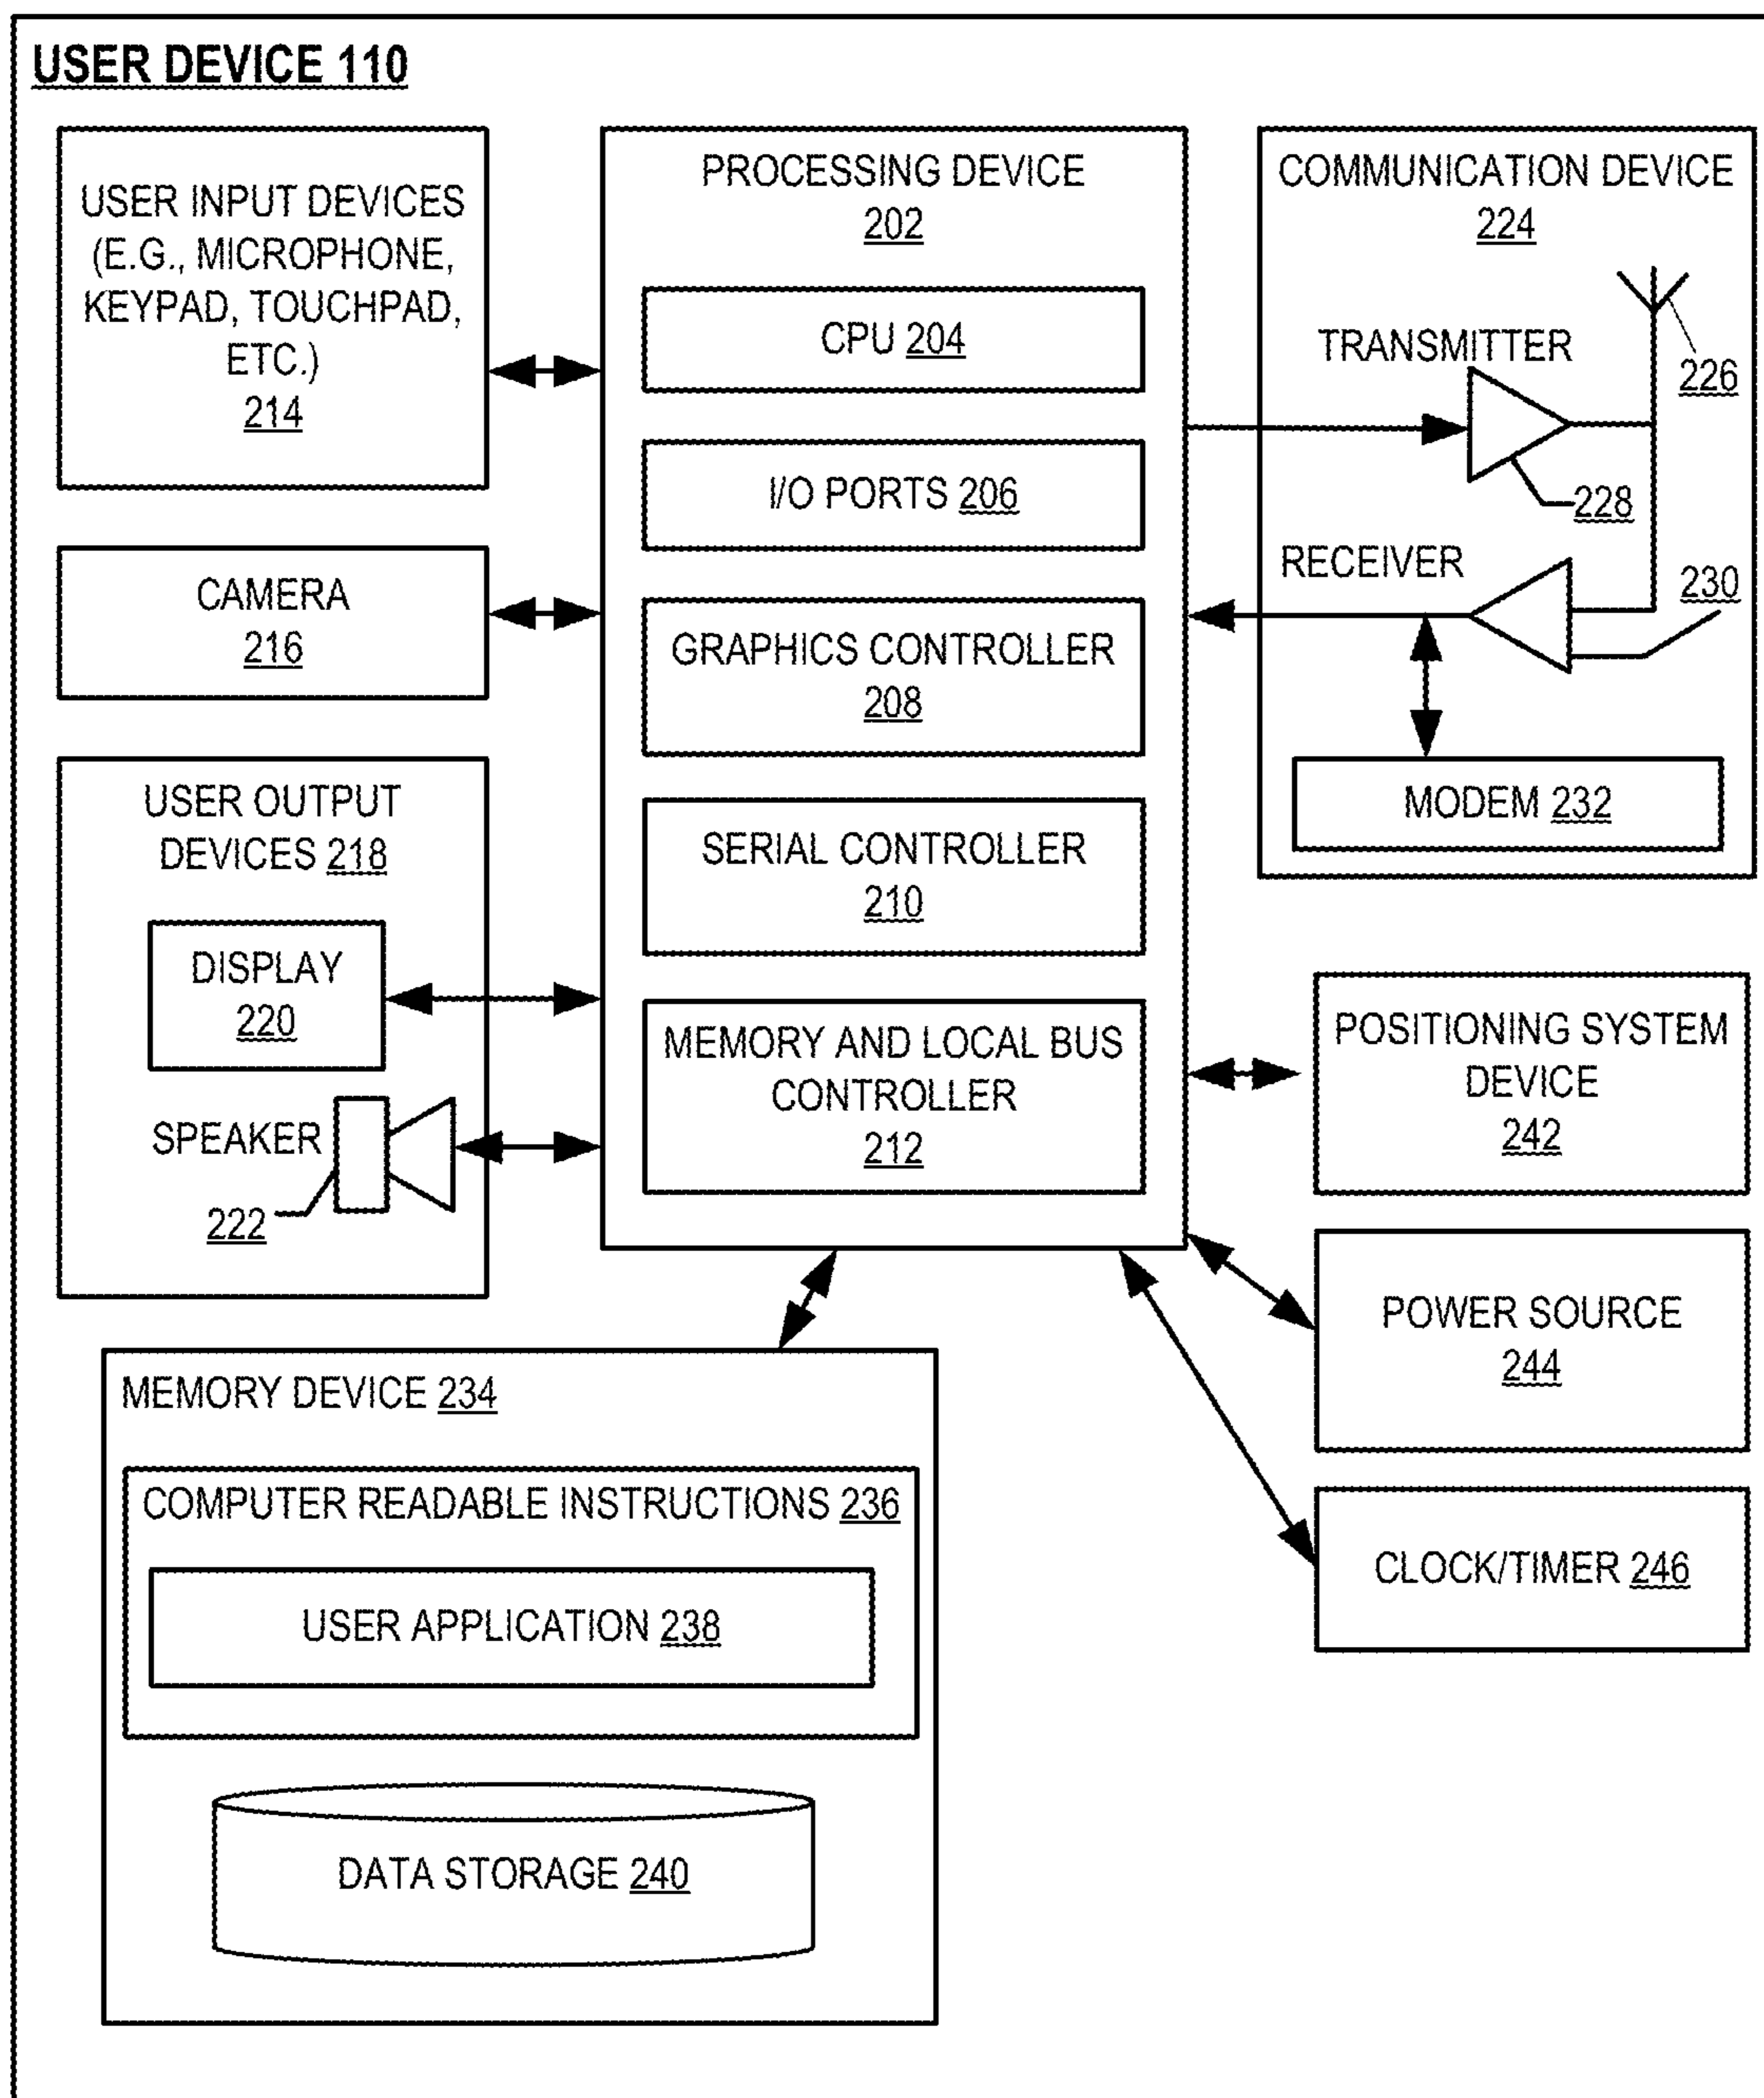 USER DEVICE 110
USER INPUT DEVICES
(E.G., MICROPHONE,
KEYPAD, TOUCHPAD,
ETC.)
214
CAMERA
216
USER OUTPUT
DEVICES 218
DISPLAY
220
SPEAKER
222
PROCESSING DEVICE
202
CPU 204
I/O PORTS 206
GRAPHICS CONTROLLER
208
SERIAL CONTROLLER
210
MEMORY AND LOCAL BUS
CONTROLLER
212
COMMUNICATION DEVICE
224
TRANSMITTER
226
228
RECEIVER
230
MODEM 232
POSITIONING SYSTEM
DEVICE
242
POWER SOURCE
244
CLOCK/TIMER 246
MEMORY DEVICE 234
COMPUTER READABLE INSTRUCTIONS 236
USER APPLICATION 238
DATA STORAGE 240